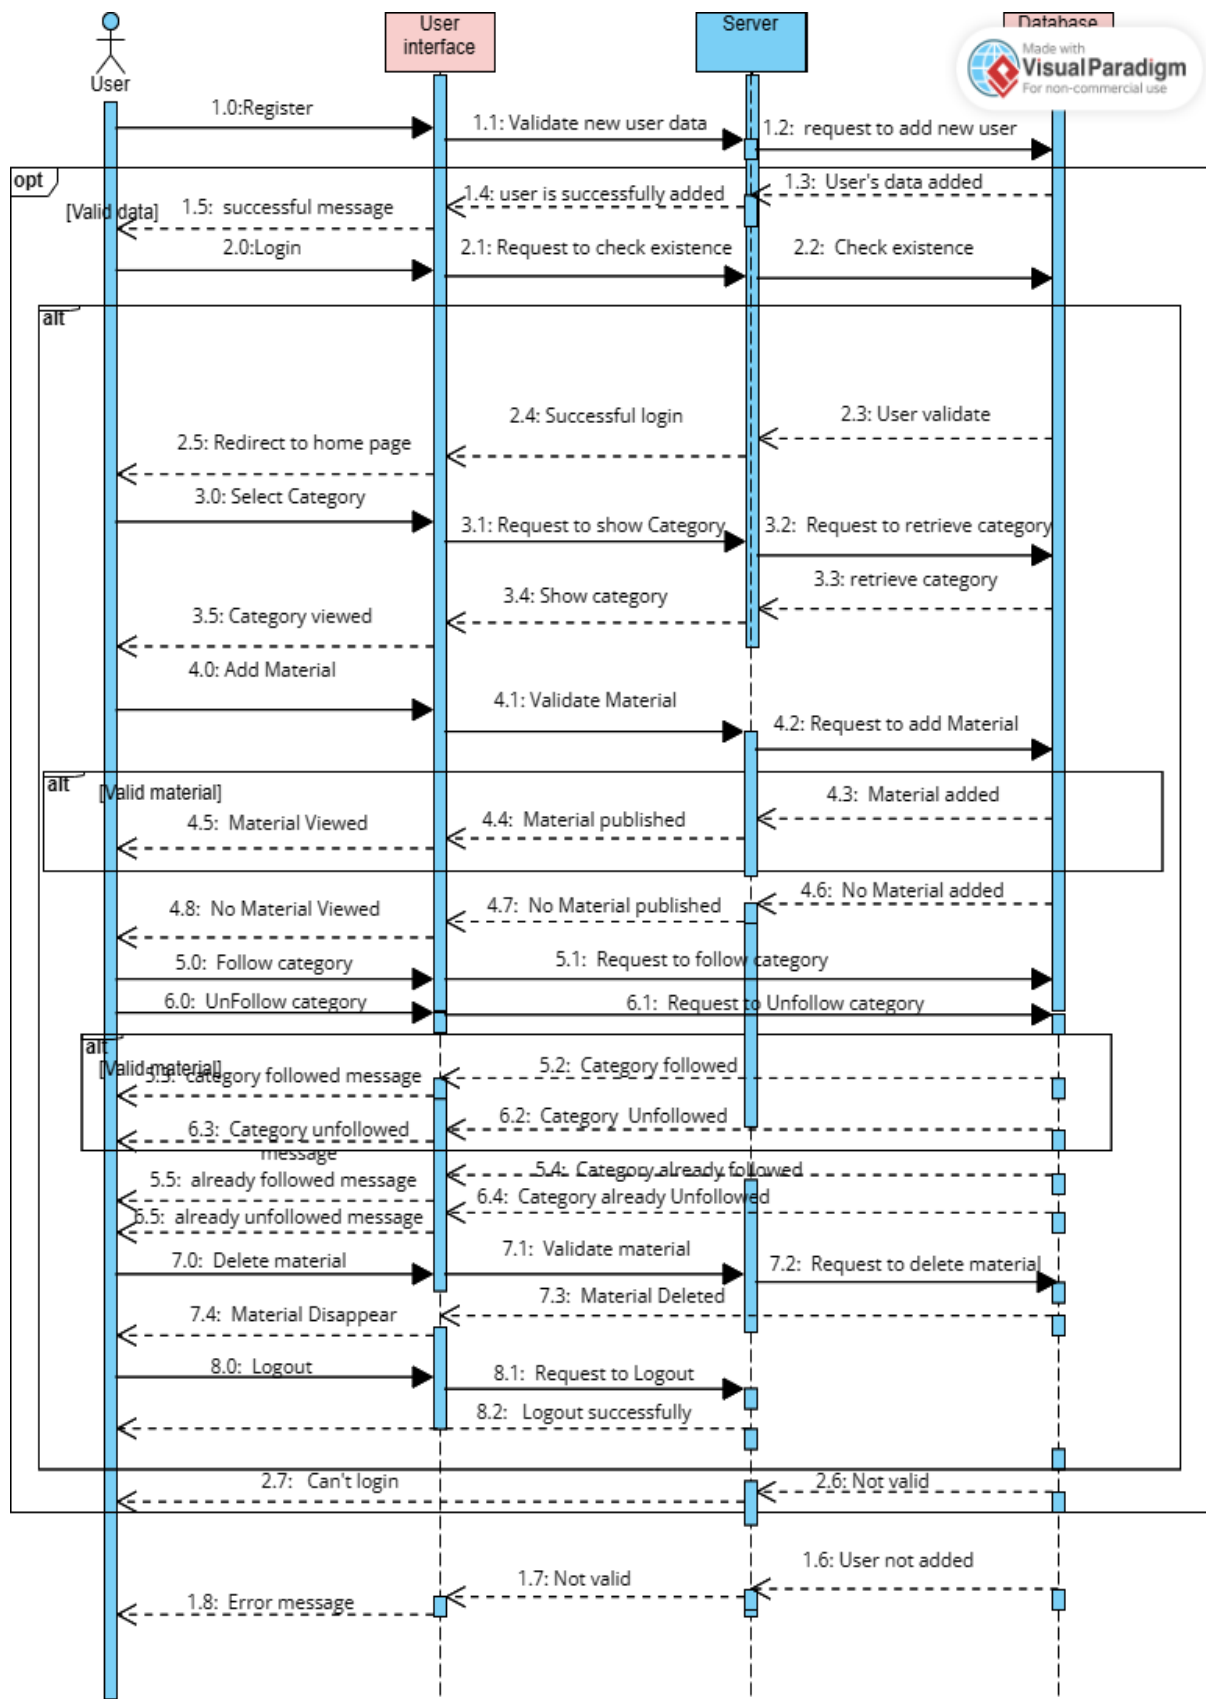 User interface
Server
Database
Made with
Visual Paradigm
For non-commercial use
User
1.0:Register
1.1: Validate new user data
1.2: request to add new user
opt
[Valid data]
1.3: User's data added
1.4: user is successfully added
1.5: successful message
2.0:Login
2.1: Request to check existence
2.2: Check existence
alt
2.3: User validate
2.4: Successful login
2.5: Redirect to home page
3.0: Select Category
3.1: Request to show Category
3.2: Request to retrieve category
3.3: retrieve category
3.4: Show category
3.5: Category viewed
4.0: Add Material
4.1: Validate Material
4.2: Request to add Material
alt
[Valid material]
4.3: Material added
4.4: Material published
4.5: Material Viewed
4.6: No Material added
4.7: No Material published
4.8: No Material Viewed
5.0: Follow category
5.1: Request to follow category
6.0: UnFollow category
6.1: Request to Unfollow category
alt
[Valid material]
5.2: Category followed
5.3: category followed message
6.2: Category Unfollowed
6.3: Category unfollowed
message
5.4: Category already followed
5.5: already followed message
6.4: Category already Unfollowed
6.5: already unfollowed message
7.0: Delete material
7.1: Validate material
7.2: Request to delete material
7.3: Material Deleted
7.4: Material Disappear
8.0: Logout
8.1: Request to Logout
8.2: Logout successfully
2.6: Not valid
2.7: Can't login
1.6: User not added
1.7: Not valid
1.8: Error message